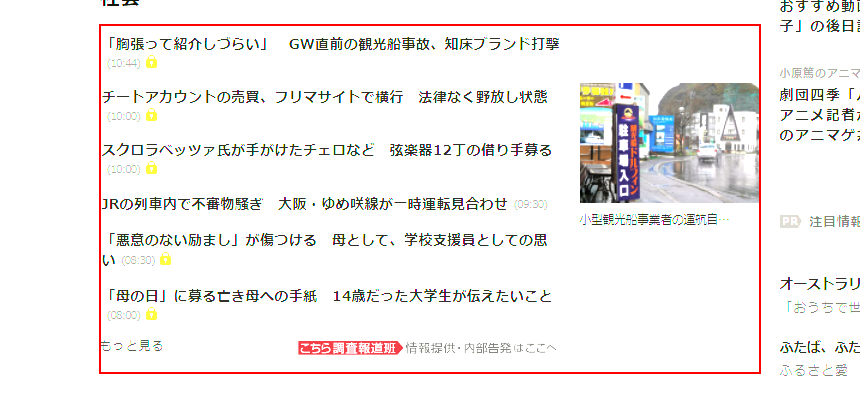 社会
「胸張って紹介しづらい」　GW直前の観光船事故、知床ブランド打撃
(10:44)
チートアカウントの売買、フリマサイトで横行　法律なく野放し状態
(10:00)
スクロラベッツァ氏が手がけたチェロなど　弦楽器12丁の借り手募る
(10:00)
JRの列車内で不審物騒ぎ　大阪・ゆめ咲線が一時運転見合わせ (09:30)
「悪意のない励まし」が傷つける　母として、学校支援員としての思
い (08:30)
「母の日」に募る亡き母への手紙　14歳だった大学生が伝えたいこと
(08:00)
もっと見る
こちら調査報道班 情報提供・内部告発はここへ
駐車場入口
小型観光船事業者の運航自…
おすすめ動
子」の後日
小原篤のアニマ
劇団四季「
アニメ記者
のアニマゲ
PR 注目情報
オーストラリ
「おうちで世
ふたば、ふた
ふるさと愛